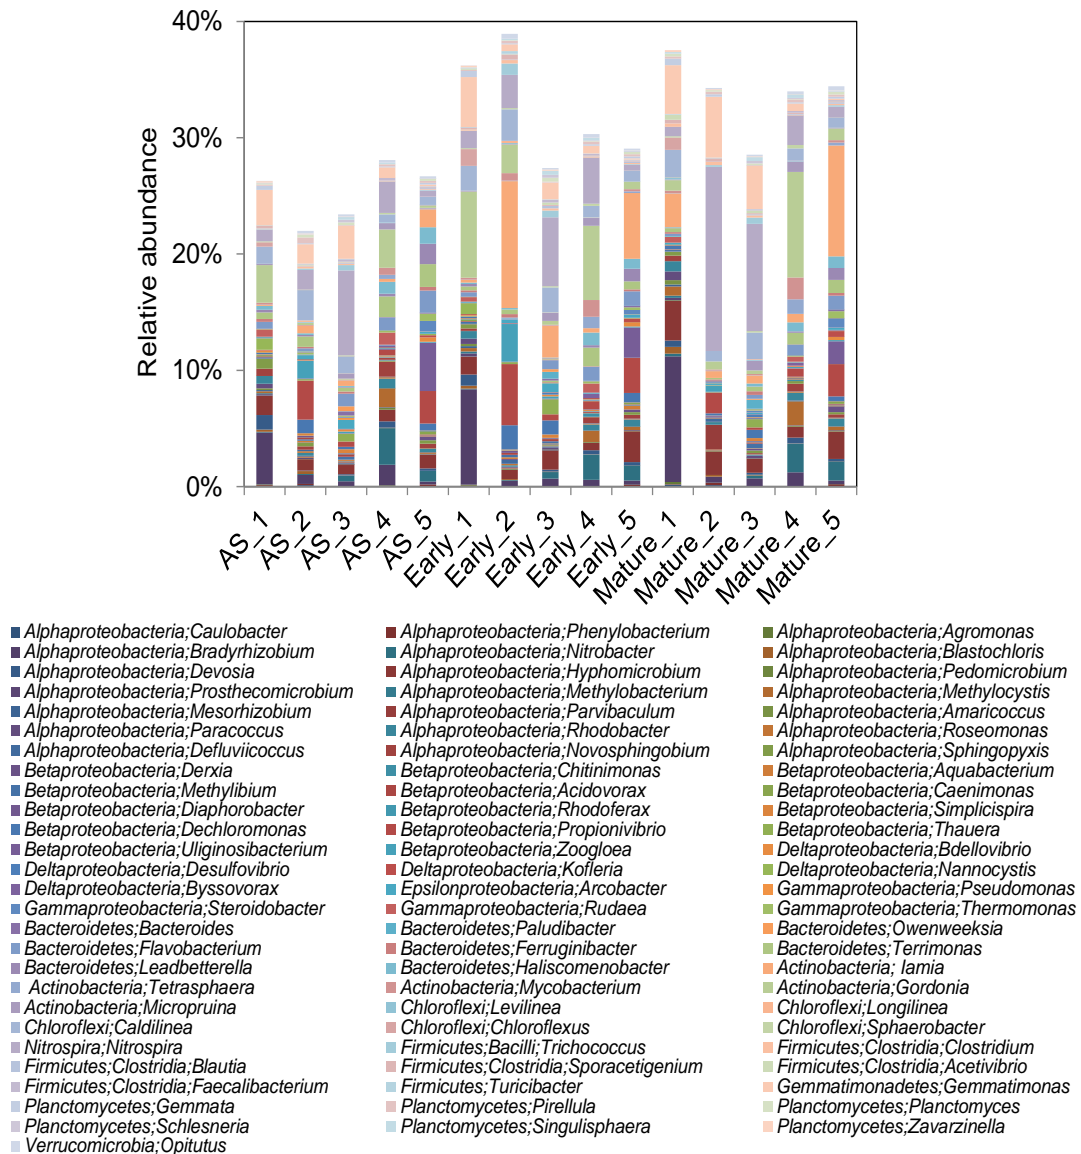 40%
30%
20%
10%
0%
Relative abundance
AS_1
AS_2
AS_3
AS_4
AS_5
Early_1
Early_2
Early_3
Early_4
Early_5
Mature_1
Mature_2
Mature_3
Mature_4
Mature_5
Alphaproteobacteria;Caulobacter Alphaproteobacteria;Phenylobacterium Alphaproteobacteria;Agromonas
Alphaproteobacteria;Bradyrhizobium Alphaproteobacteria;Nitrobacter Alphaproteobacteria;Blastochloris
Alphaproteobacteria;Devosia Alphaproteobacteria;Hyphomicrobium Alphaproteobacteria;Pedomicrobium
Alphaproteobacteria;Prosthecomicrobium Alphaproteobacteria;Methylobacterium Alphaproteobacteria;Methylocystis
Alphaproteobacteria;Mesorhizobium Alphaproteobacteria;Parvibaculum Alphaproteobacteria;Amaricoccus
Alphaproteobacteria;Paracoccus Alphaproteobacteria;Rhodobacter Alphaproteobacteria;Roseomonas
Alphaproteobacteria;Defluviicoccus Alphaproteobacteria;Novosphingobium Alphaproteobacteria;Sphingopyxis
Betaproteobacteria;Derxia Betaproteobacteria;Chitinimonas Betaproteobacteria;Aquabacterium
Betaproteobacteria;Methylibium Betaproteobacteria;Acidovorax Betaproteobacteria;Caenimonas
Betaproteobacteria;Diaphorobacter Betaproteobacteria;Rhodoferax Betaproteobacteria;Simplicispira
Betaproteobacteria;Dechloromonas Betaproteobacteria;Propionivibrio Betaproteobacteria;Thauera
Betaproteobacteria;Uliginosibacterium Betaproteobacteria;Zoogloea Deltaproteobacteria;Bdellovibrio
Deltaproteobacteria;Desulfovibrio Deltaproteobacteria;Kofleria Deltaproteobacteria;Nannocystis
Deltaproteobacteria;Byssovorax Epsilonproteobacteria;Arcobacter Gammaproteobacteria;Pseudomonas
Gammaproteobacteria;Steroidobacter Gammaproteobacteria;Rudaea Gammaproteobacteria;Thermomonas
Bacteroidetes;Bacteroides Bacteroidetes;Paludibacter Bacteroidetes;Owenweeksia
Bacteroidetes;Flavobacterium Bacteroidetes;Ferruginibacter Bacteroidetes;Terrimonas
Bacteroidetes;Leadbetterella Bacteroidetes;Haliscomenobacter Actinobacteria; Iamia
Actinobacteria;Tetrasphaera Actinobacteria;Mycobacterium Actinobacteria;Gordonia
Actinobacteria;Micropruina Chloroflexi;Levilinea Chloroflexi;Longilinea
Chloroflexi;Caldilinea Chloroflexi;Chloroflexus Chloroflexi;Sphaerobacter
Nitrospira;Nitrospira Firmicutes;Bacilli;Trichococcus Firmicutes;Clostridia;Clostridium
Firmicutes;Clostridia;Blautia Firmicutes;Clostridia;Sporacetigenium Firmicutes;Clostridia;Acetivibrio
Firmicutes;Clostridia;Faecalibacterium Firmicutes;Turicibacter Gemmatimonadetes;Gemmatimonas
Planctomycetes;Gemmata Planctomycetes;Pirellula Planctomycetes;Planctomyces
Planctomycetes;Schlesneria Planctomycetes;Singulisphaera Planctomycetes;Zavarzinella
Verrucomicrobia;Opitutus